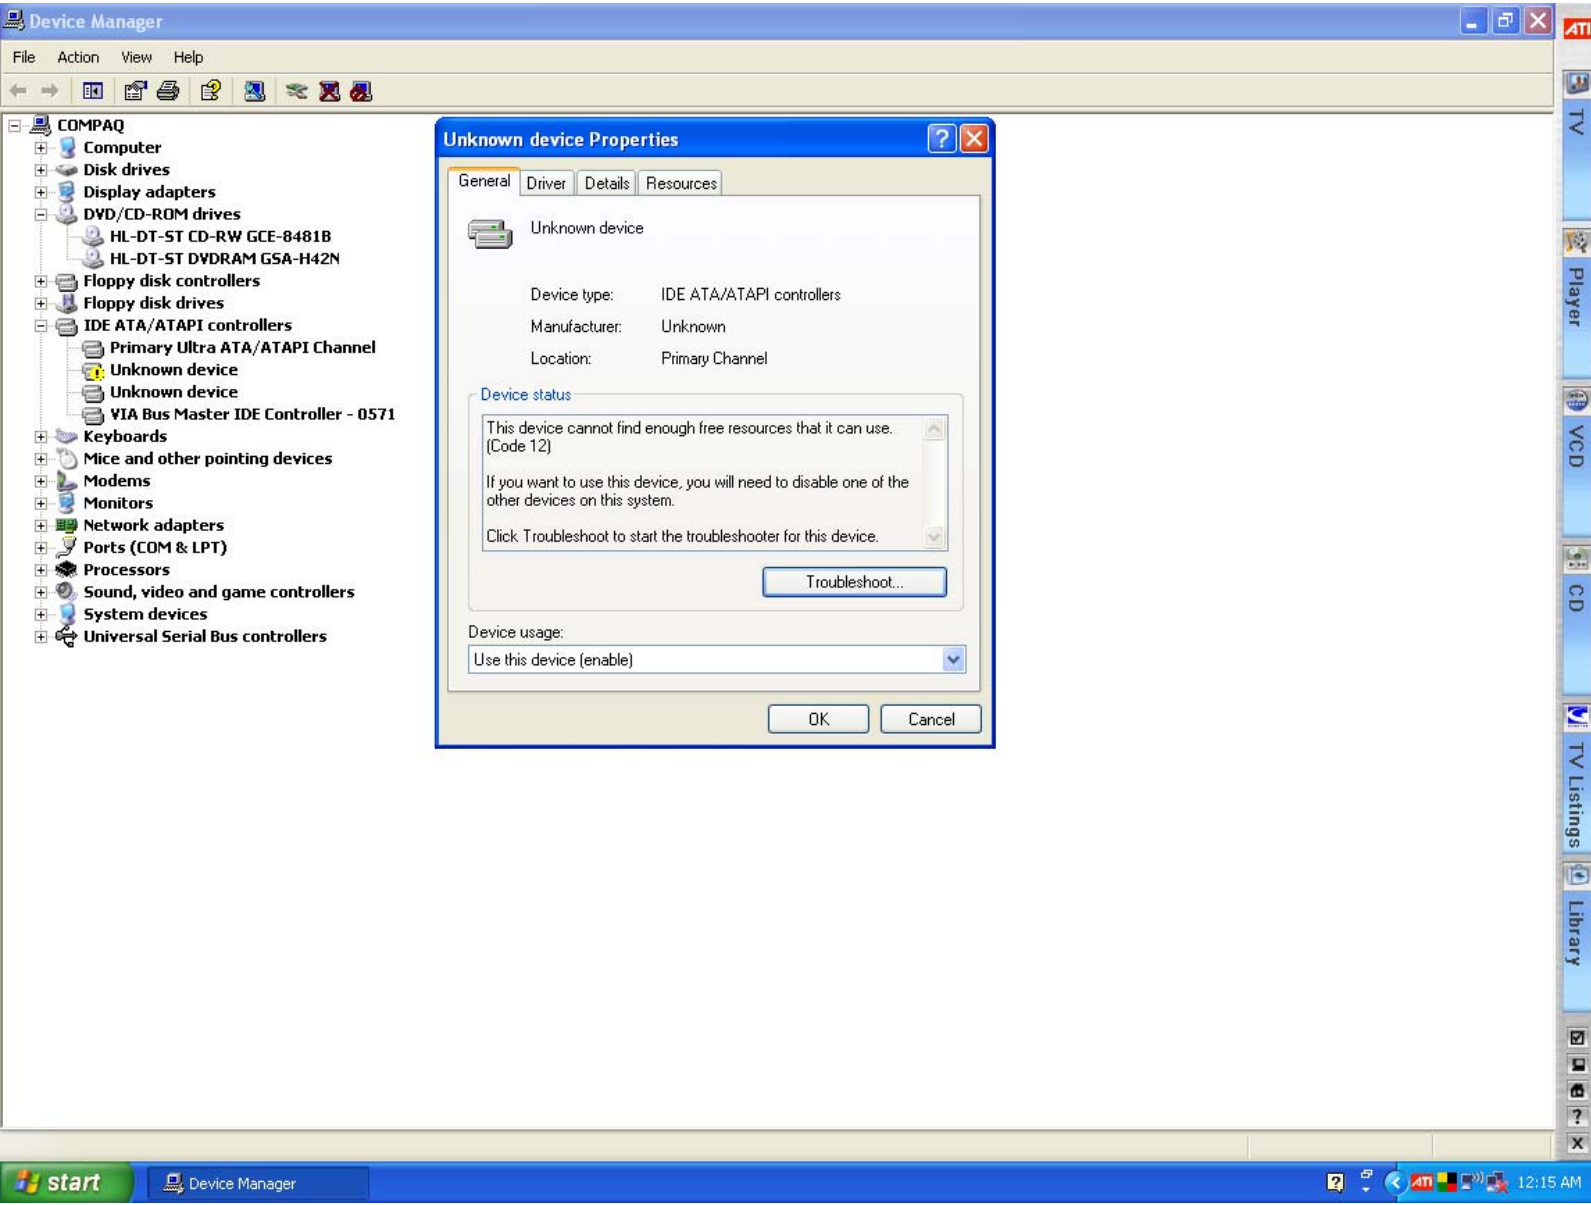 Device Manager
File Action View Help
COMPAQ
Computer
Disk drives
Display adapters
DVD/CD-ROM drives
HL-DT-ST CD-RW GCE-8481B
HL-DT-ST DVDRAM GSA-H42N
Floppy disk controllers
Floppy disk drives
IDE ATA/ATAPI controllers
Primary Ultra ATA/ATAPI Channel
Unknown device
Unknown device
VIA Bus Master IDE Controller - 0571
Keyboards
Mice and other pointing devices
Modems
Monitors
Network adapters
Ports (COM & LPT)
Processors
Sound, video and game controllers
System devices
Universal Serial Bus controllers
Unknown device Properties
General Driver Details Resources
Unknown device
Device type: IDE ATA/ATAPI controllers
Manufacturer: Unknown
Location: Primary Channel
Device status
This device cannot find enough free resources that it can use.
(Code 12)
If you want to use this device, you will need to disable one of the
other devices on this system.
Click Troubleshoot to start the troubleshooter for this device.
Troubleshoot...
Device usage:
Use this device (enable)
OK Cancel
ATI
TV
Player
VCD
CD
TV Listings
Library
start Device Manager ATI 12:15 AM